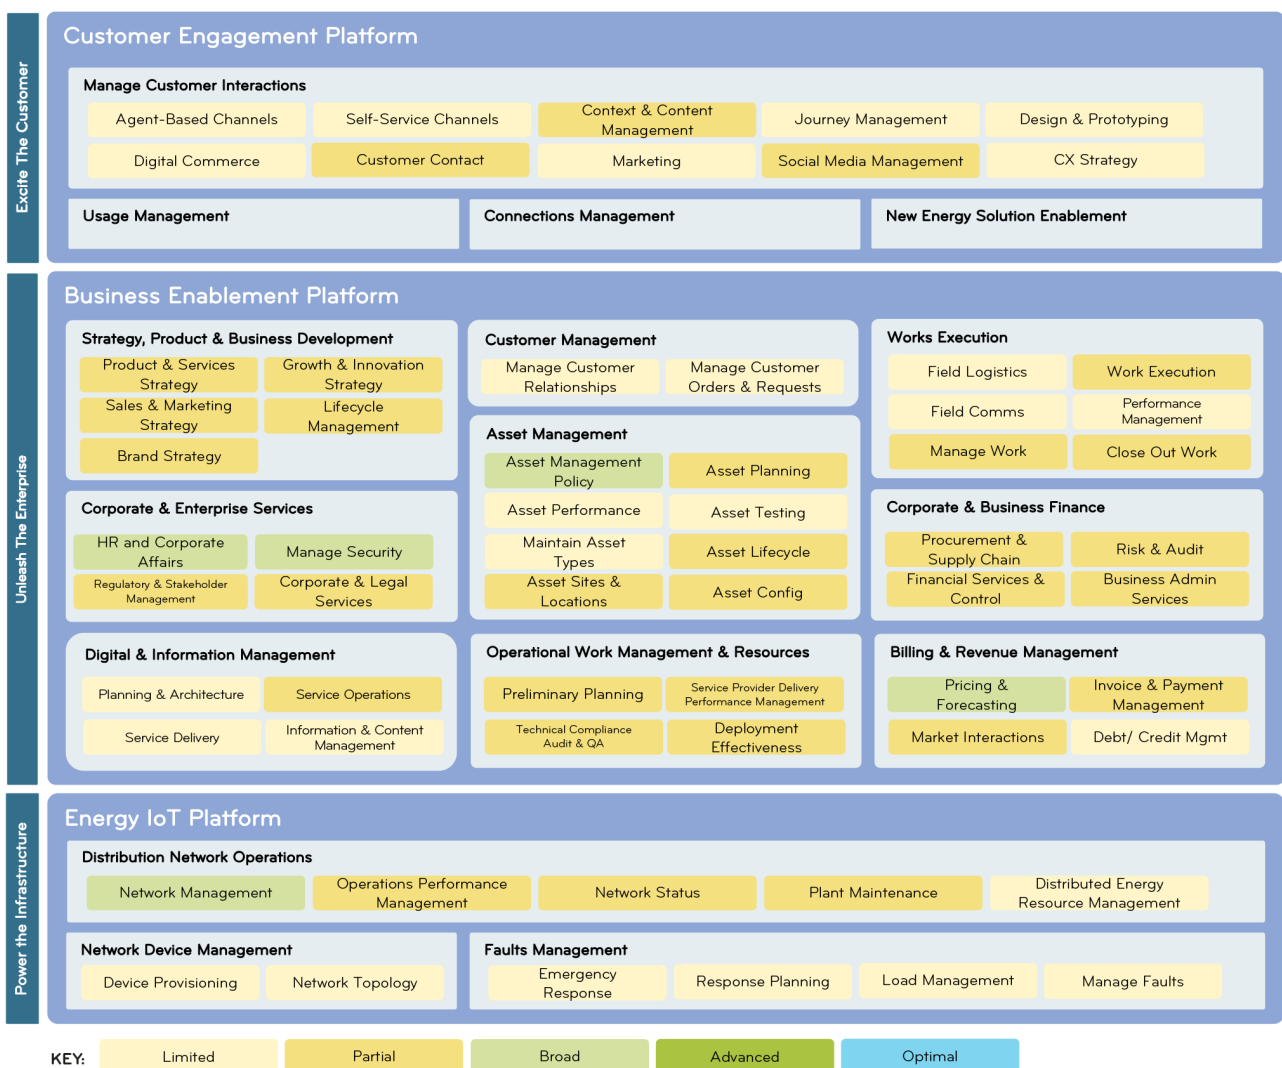 Excite The Customer
Customer Engagement Platform
Manage Customer Interactions
Agent-Based Channels
Self-Service Channels
Context & Content
Management
Journey Management
Design & Prototyping
Digital Commerce
Customer Contact
Marketing
Social Media Management
CX Strategy
Usage Management
Connections Management
New Energy Solution Enablement
Unleash The Enterprise
Business Enablement Platform
Strategy, Product & Business Development
Product & Services
Strategy
Growth & Innovation
Strategy
Sales & Marketing
Strategy
Lifecycle
Management
Brand Strategy
Customer Management
Manage Customer
Relationships
Manage Customer
Orders & Requests
Works Execution
Field Logistics
Work Execution
Field Comms
Performance
Management
Manage Work
Close Out Work
Corporate & Enterprise Services
HR and Corporate
Affairs
Manage Security
Regulatory & Stakeholder
Management
Corporate & Legal
Services
Asset Management
Asset Management
Policy
Asset Planning
Asset Performance
Asset Testing
Maintain Asset
Types
Asset Lifecycle
Asset Sites &
Locations
Asset Config
Corporate & Business Finance
Procurement &
Supply Chain
Risk & Audit
Financial Services &
Control
Business Admin
Services
Digital & Information Management
Planning & Architecture
Service Operations
Service Delivery
Information & Content
Management
Operational Work Management & Resources
Preliminary Planning
Service Provider Delivery
Performance Management
Technical Compliance
Audit & QA
Deployment
Effectiveness
Billing & Revenue Management
Pricing &
Forecasting
Invoice & Payment
Management
Market Interactions
Debt/ Credit Mgmt
Power the Infrastructure
Energy IoT Platform
Distribution Network Operations
Network Management
Operations Performance
Management
Network Status
Plant Maintenance
Distributed Energy
Resource Management
Network Device Management
Device Provisioning
Network Topology
Faults Management
Emergency
Response
Response Planning
Load Management
Manage Faults
KEY:
Limited
Partial
Broad
Advanced
Optimal